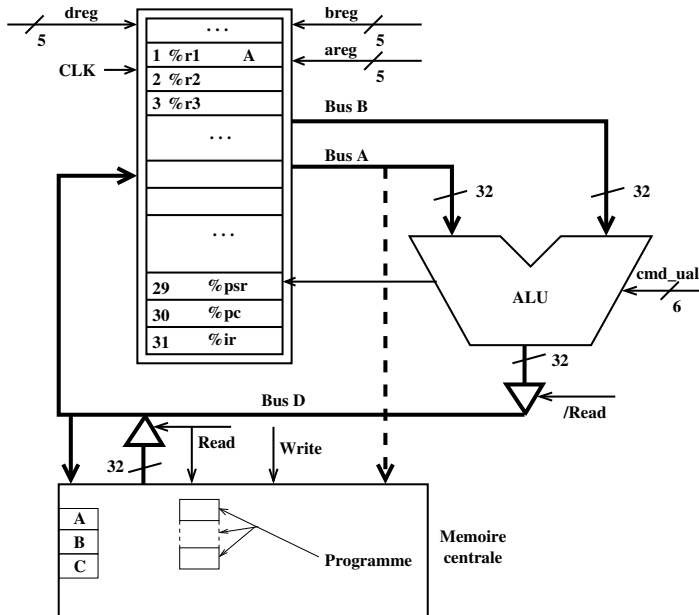 dreg
5
CLK
breg
5
areg
5
...
1 %r1 A
2 %r2
3 %r3
...
...
29 %psr
30 %pc
31 %ir
Bus B
Bus A
32
32
ALU
cmd_ual
6
32
/Read
Bus D
Read
Write
32
A
B
C
Programme
Memoire
centrale